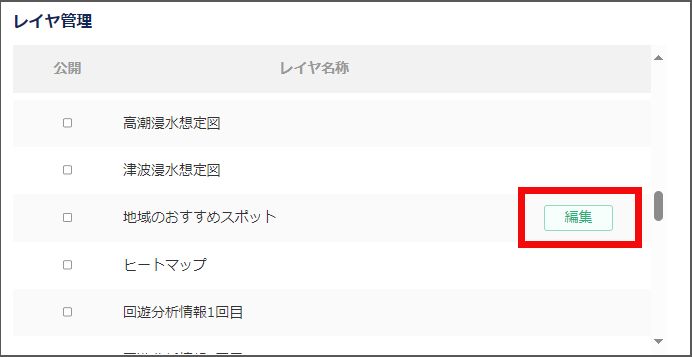 レイヤ管理
公開 レイヤ名称
高潮浸水想定図
津波浸水想定図
地域のおすすめスポット 編集
ヒートマップ
回遊分析情報1回目